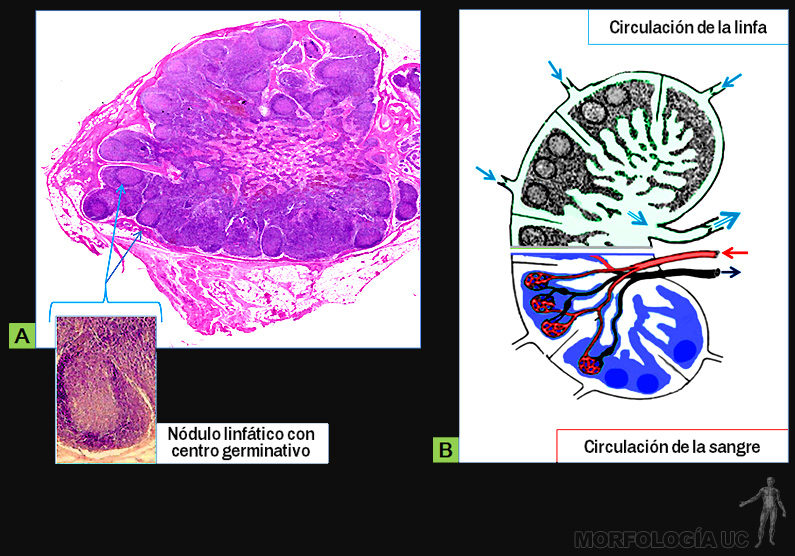 Circulación de la linfa
A
Nódulo linfático con
centro germinativo
B
Circulación de la sangre
MORFOLOGÍA UC